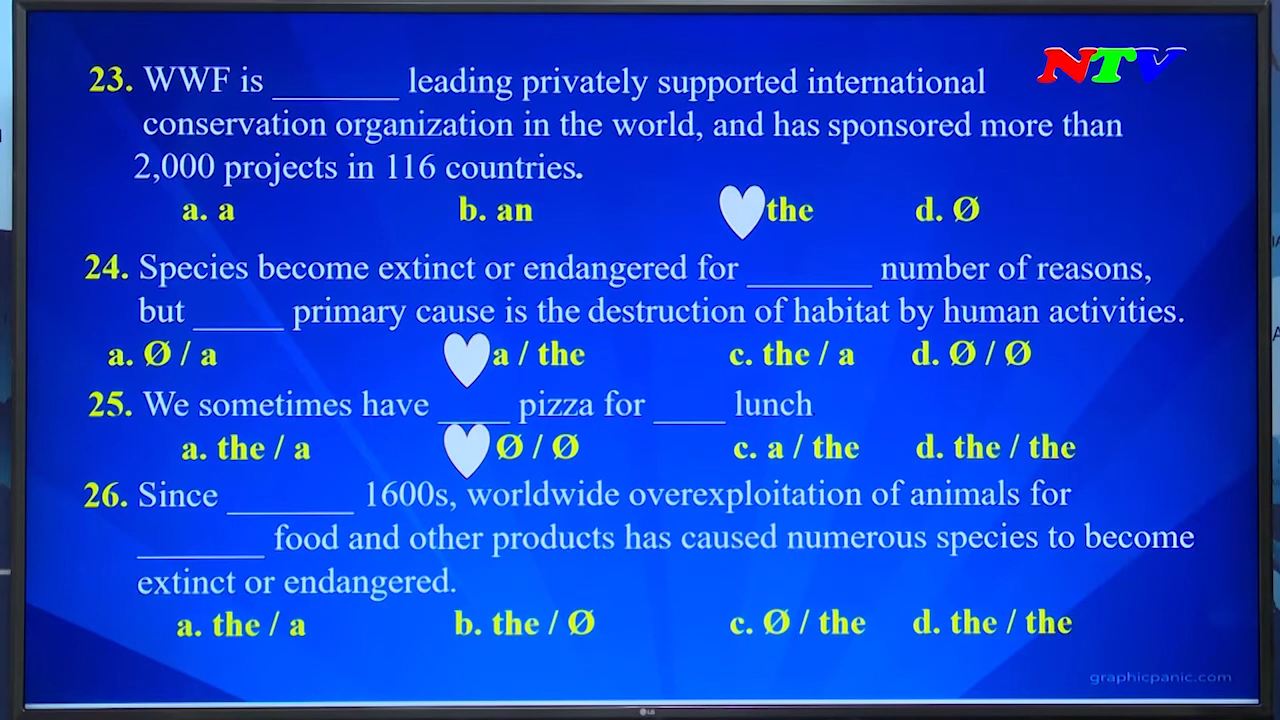 NTV
23. WWF is ________ leading privately supported international
conservation organization in the world, and has sponsored more than
2,000 projects in 116 countries.
a. a b. an the d. Ø
24. Species become extinct or endangered for ________ number of reasons,
but ______ primary cause is the destruction of habitat by human activities.
a. Ø / a a / the c. the / a d. Ø / Ø
25. We sometimes have _____ pizza for _____ lunch
a. the / a Ø / Ø c. a / the d. the / the
26. Since ________ 1600s, worldwide overexploitation of animals for
________ food and other products has caused numerous species to become
extinct or endangered.
a. the / a b. the / Ø c. Ø / the d. the / the
graphicpanic.com
LG